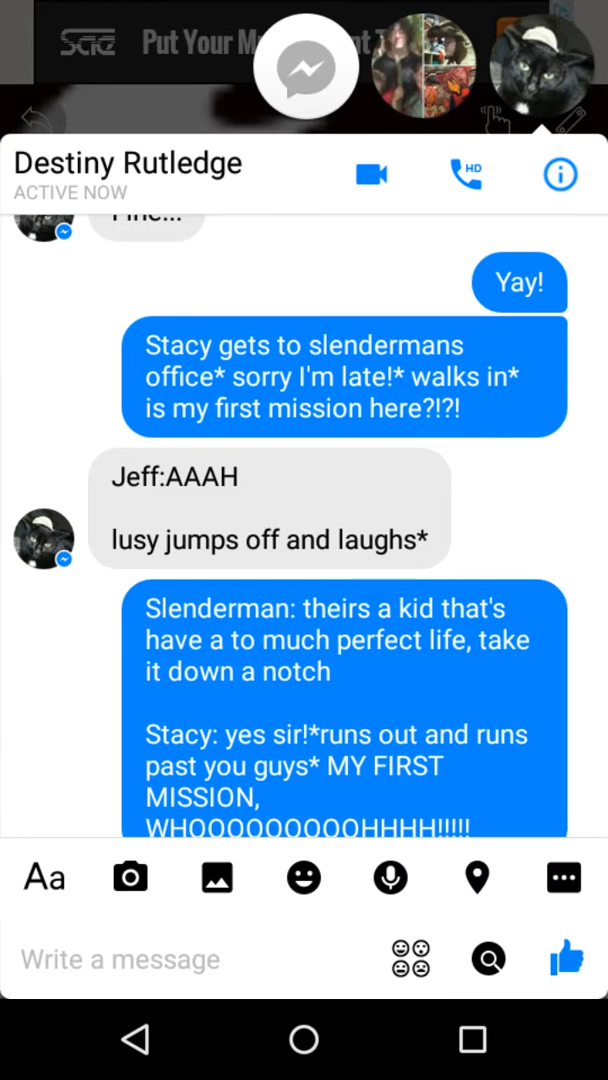 Put Your M
nt T
Destiny Rutledge
ACTIVE NOW
Fine...
Yay!
Stacy gets to slendermans
office* sorry I'm late!* walks in*
is my first mission here?!?!
Jeff:AAAH
lusy jumps off and laughs*
Slenderman: theirs a kid that's
have a to much perfect life, take
it down a notch
Stacy: yes sir!*runs out and runs
past you guys* MY FIRST
MISSION,
WHOOOOOOOOOHHHH!!!!!
Aa
Write a message